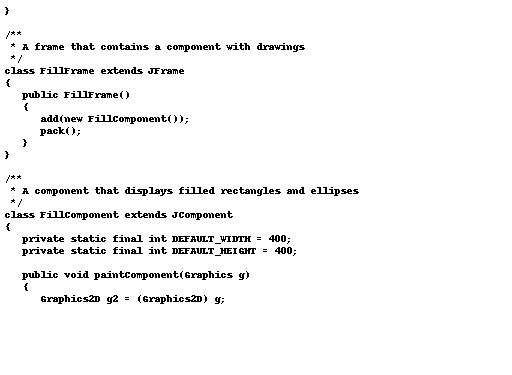 }
/**
 * A frame that contains a component with drawings
 */
class FillFrame extends JFrame
{
   public FillFrame()
   {
      add(new FillComponent());
      pack();
   }
}
/**
 * A component that displays filled rectangles and ellipses
 */
class FillComponent extends JComponent
{
   private static final int DEFAULT_WIDTH = 400;
   private static final int DEFAULT_HEIGHT = 400;
   public void paintComponent(Graphics g)
   {
      Graphics2D g2 = (Graphics2D) g;